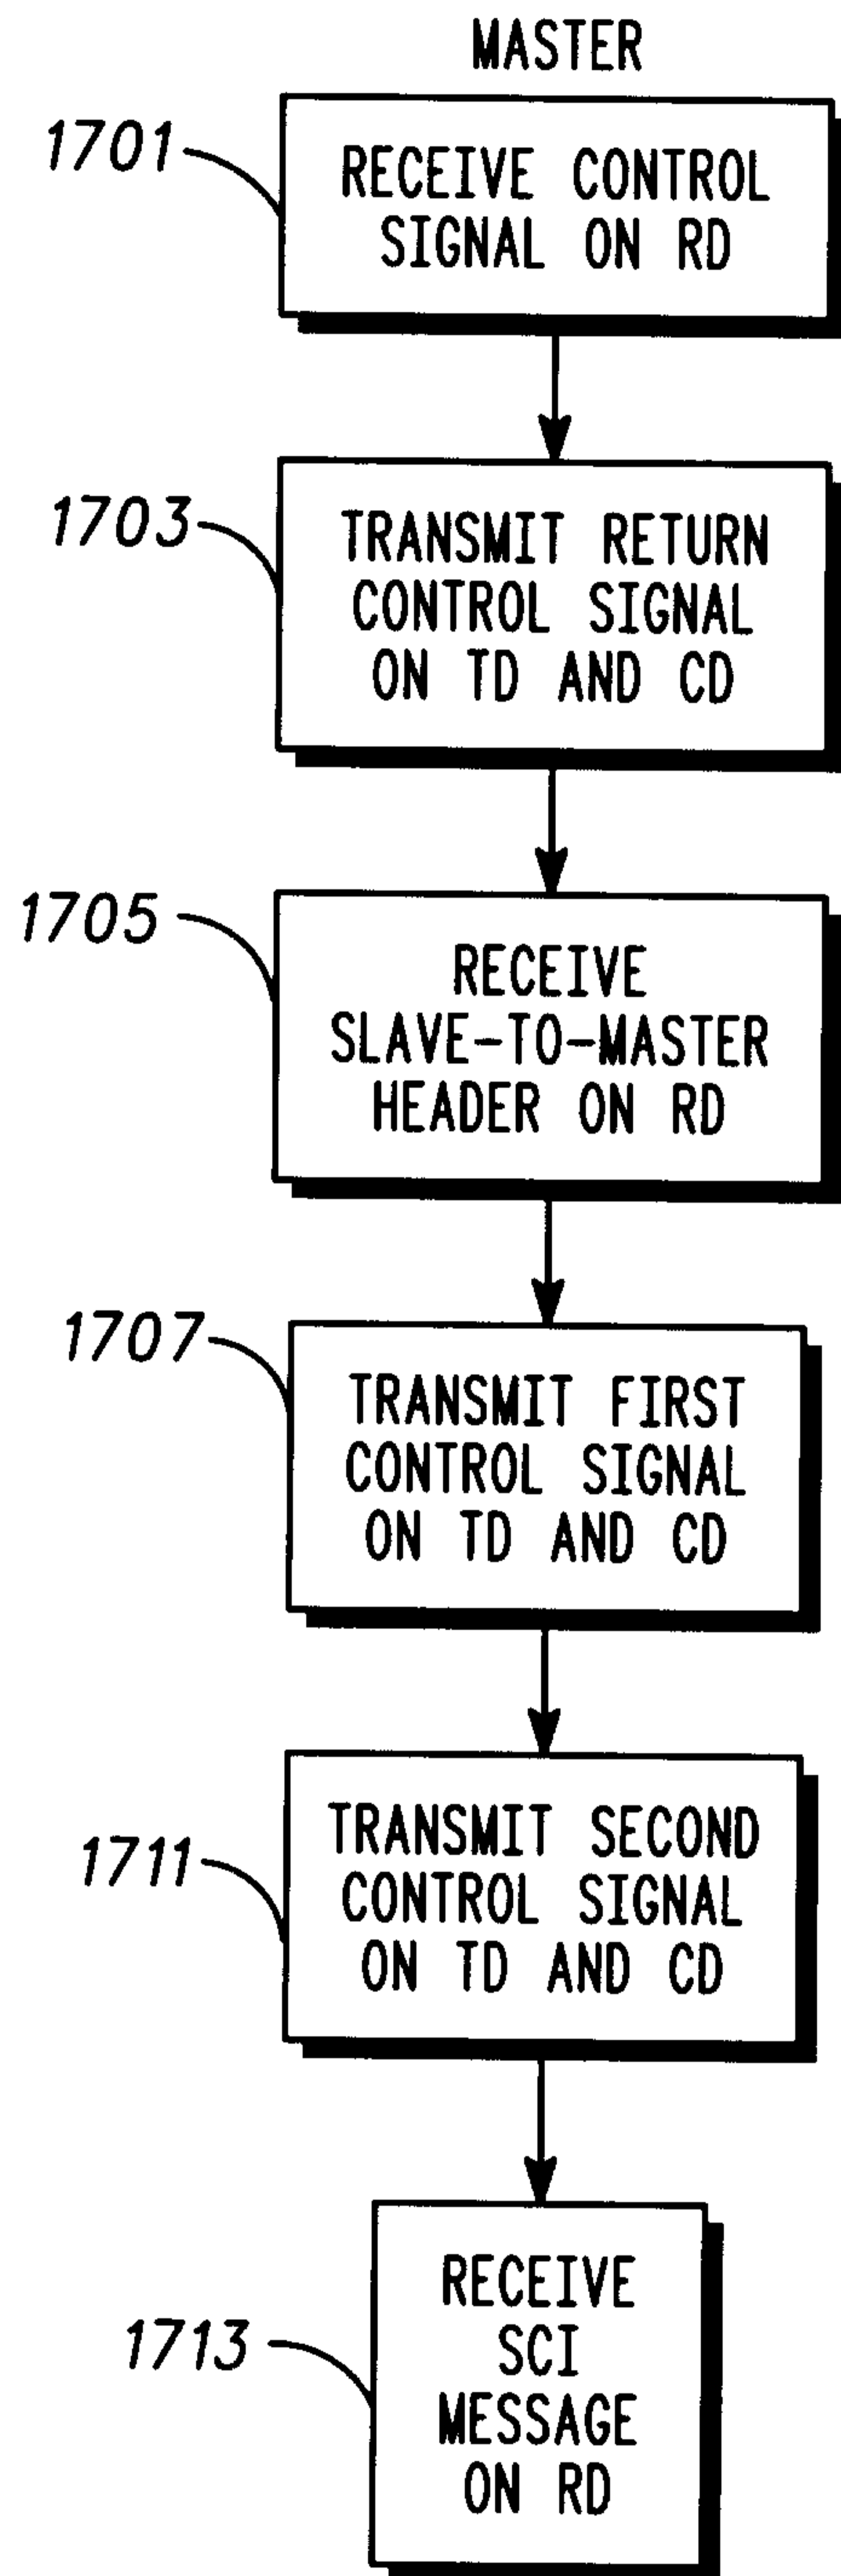 MASTER
1701
RECEIVE CONTROL
SIGNAL ON RD
1703
TRANSMIT RETURN
CONTROL SIGNAL
ON TD AND CD
1705
RECEIVE
SLAVE-TO-MASTER
HEADER ON RD
1707
TRANSMIT FIRST
CONTROL SIGNAL
ON TD AND CD
1711
TRANSMIT SECOND
CONTROL SIGNAL
ON TD AND CD
1713
RECEIVE
SCI
MESSAGE
ON RD